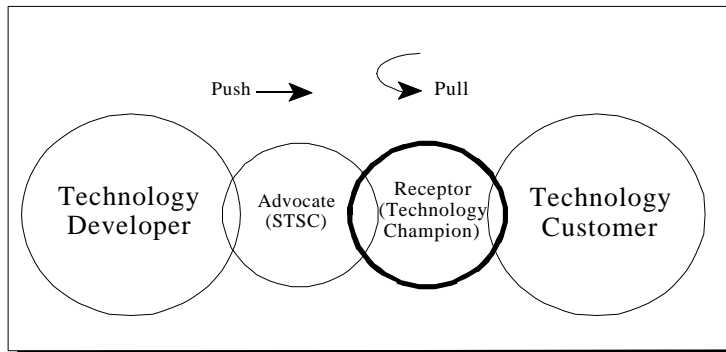 Push
Pull
Technology
Developer
Advocate
(STSC)
Receptor
(Technology
Champion)
Technology
Customer